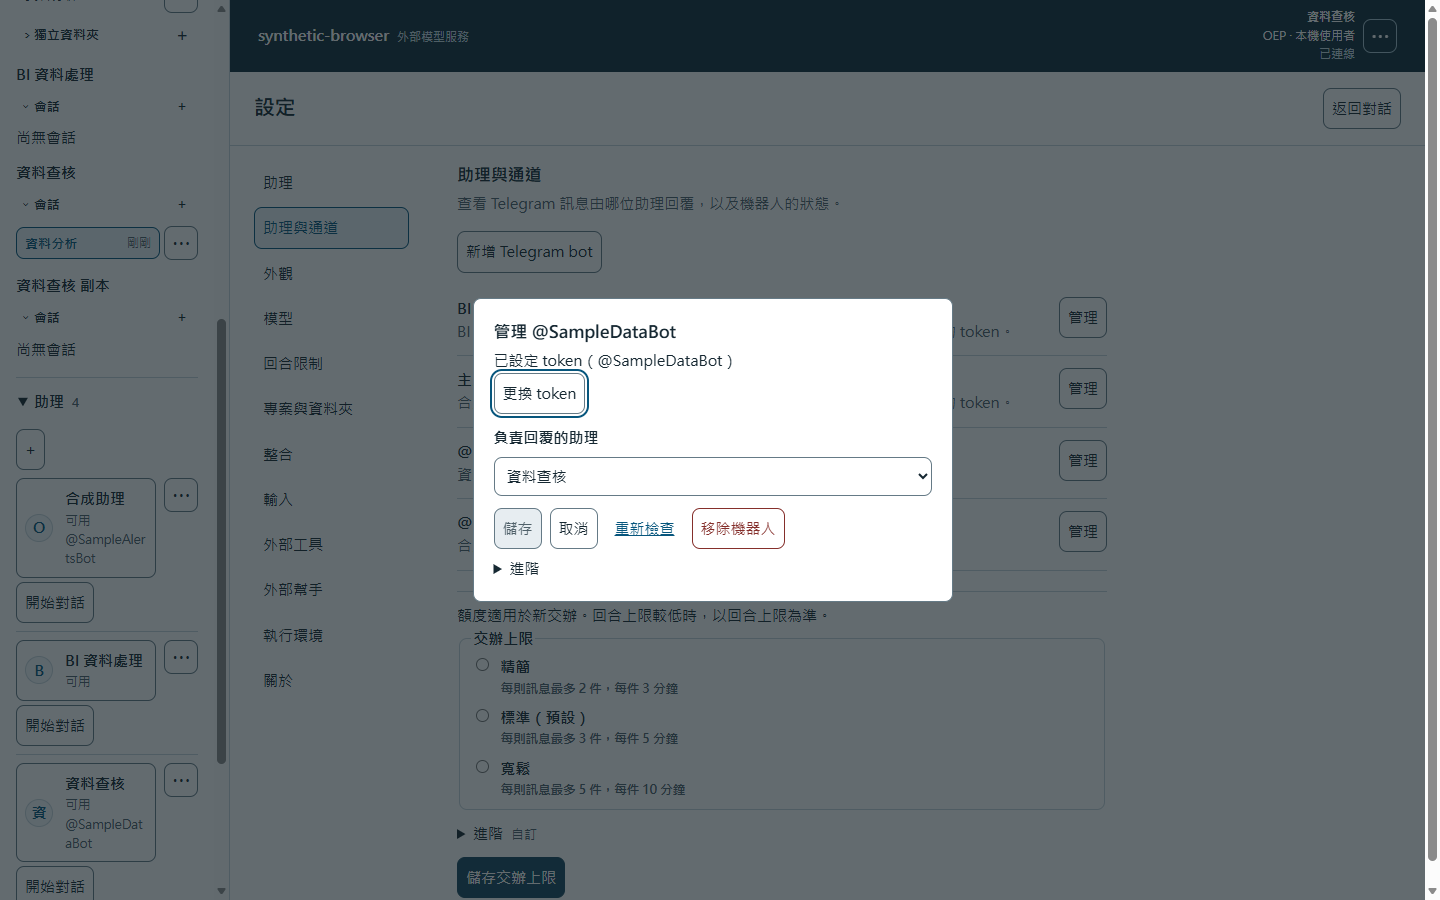 獨立資料夾 +
BI 資料處理
會話 +
尚無會話
資料查核
會話 +
資料分析 剛剛 ...
資料查核 副本
會話 +
尚無會話
▼ 助理 4
+
O 合成助理 ...
可用
@SampleAler
tsBot
開始對話
B BI 資料處理 ...
可用
開始對話
資 資料查核 ...
可用
@SampleDat
aBot
開始對話
synthetic-browser 外部模型服務
資料查核
OEP · 本機使用者
已連線
...
設定
返回對話
助理
助理與通道
外觀
模型
回合限制
專案與資料夾
整合
輸入
外部工具
外部幫手
執行環境
關於
助理與通道
查看 Telegram 訊息由哪位助理回覆，以及機器人的狀態。
新增 Telegram bot
BI
BI token。
管理
主
合 token。
管理
@
資
管理
@
合
管理
管理 @SampleDataBot
已設定 token（@SampleDataBot）
更換 token
負責回覆的助理
資料查核
儲存 取消 重新檢查 移除機器人
▶ 進階
額度適用於新交辦。回合上限較低時，以回合上限為準。
交辦上限
精簡
每則訊息最多 2 件，每件 3 分鐘
標準（預設）
每則訊息最多 3 件，每件 5 分鐘
寬鬆
每則訊息最多 5 件，每件 10 分鐘
▶ 進階 自訂
儲存交辦上限